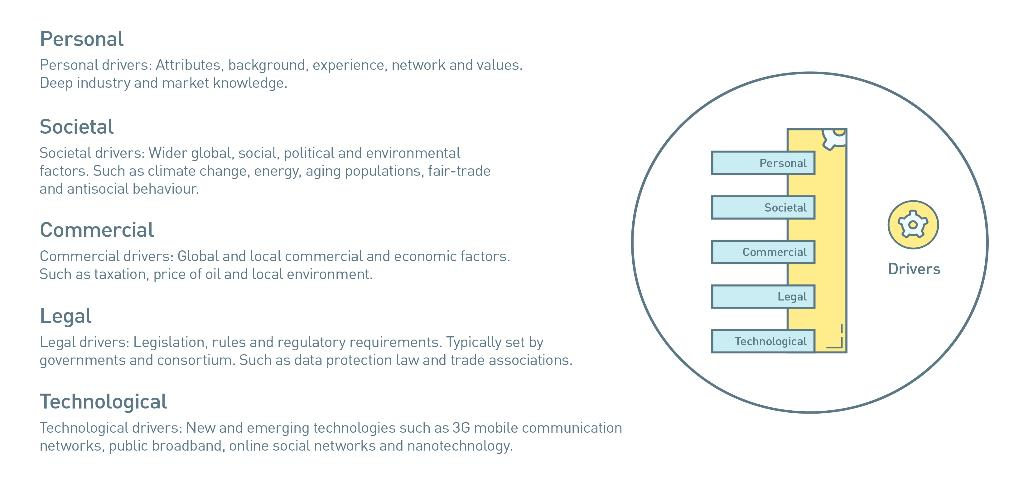 Personal
Personal drivers: Attributes, background, experience, network and values.
Deep industry and market knowledge.
Societal
Societal drivers: Wider global, social, political and environmental
factors. Such as climate change, energy, aging populations, fair-trade
and antisocial behaviour.
Commercial
Commercial drivers: Global and local commercial and economic factors.
Such as taxation, price of oil and local environment.
Legal
Legal drivers: Legislation, rules and regulatory requirements. Typically set by
governments and consortium. Such as data protection law and trade associations.
Technological
Technological drivers: New and emerging technologies such as 3G mobile communication
networks, public broadband, online social networks and nanotechnology.
Personal
Societal
Commercial
Legal
Technological
Drivers